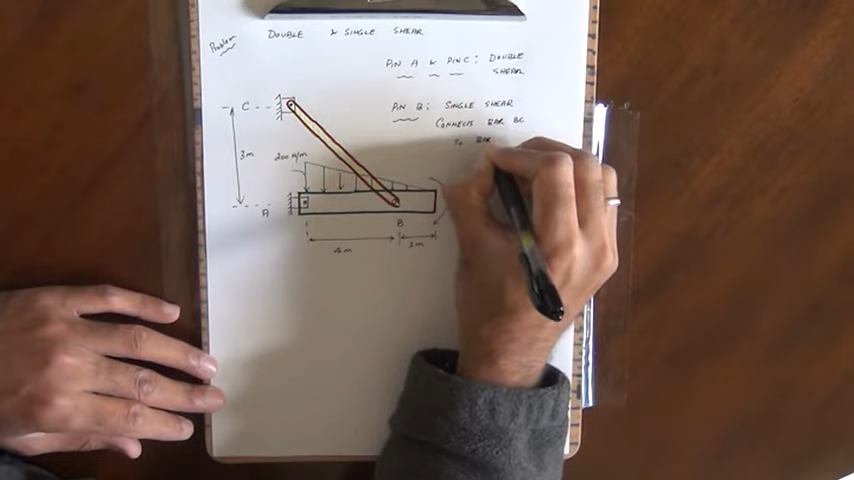 Problem
DOUBLE & SINGLE SHEAR
PIN A & PIN C: DOUBLE
SHEAR
C
PIN B: SINGLE SHEAR
CONNECTS BAR BC
TO BAR
3m
200 N/m
A
B
4m
2m